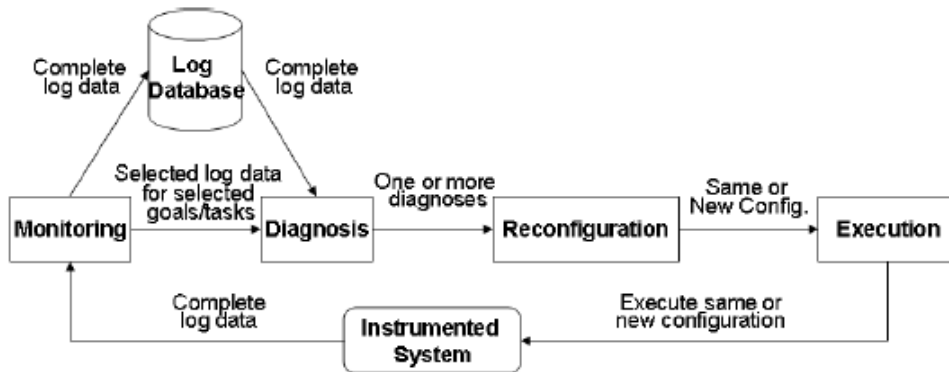 Log
Database
Complete
log data
Complete
log data
Selected log data
for selected
goals/tasks
One or more
diagnoses
Same or
New Config.
Monitoring
Diagnosis
Reconfiguration
Execution
Complete
log data
Instrumented
System
Execute same or
new configuration